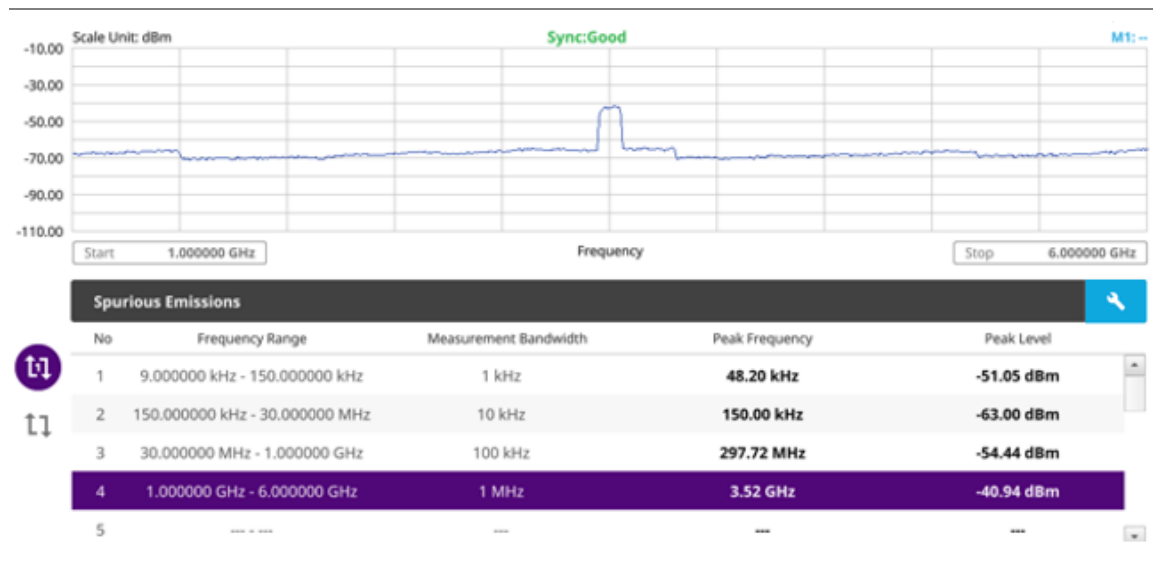 Scale Unit: dBm Sync:Good M1: --
-10.00
-30.00
-50.00
-70.00
-90.00
-110.00
Start 1.000000 GHz Frequency Stop 6.000000 GHz
Spurious Emissions
No Frequency Range Measurement Bandwidth Peak Frequency Peak Level
1 9.000000 kHz - 150.000000 kHz 1 kHz 48.20 kHz -51.05 dBm
2 150.000000 kHz - 30.000000 MHz 10 kHz 150.00 kHz -63.00 dBm
3 30.000000 MHz - 1.000000 GHz 100 kHz 297.72 MHz -54.44 dBm
4 1.000000 GHz - 6.000000 GHz 1 MHz 3.52 GHz -40.94 dBm
5 --- - --- --- --- ---